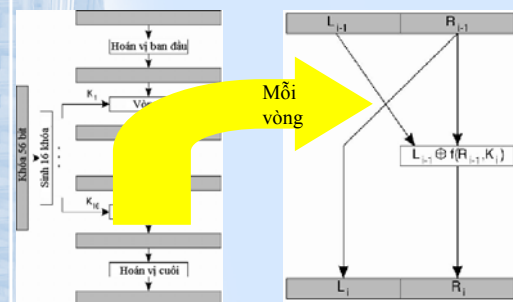 Hoán vị ban đầu
K1
Khóa 56 bit
Sinh 16 khóa
K16
Hoán vị cuối
Mỗi
vòng
Li-1
Ri-1
Li-1 ⊕ f(Ri-1,Ki)
Li
Ri